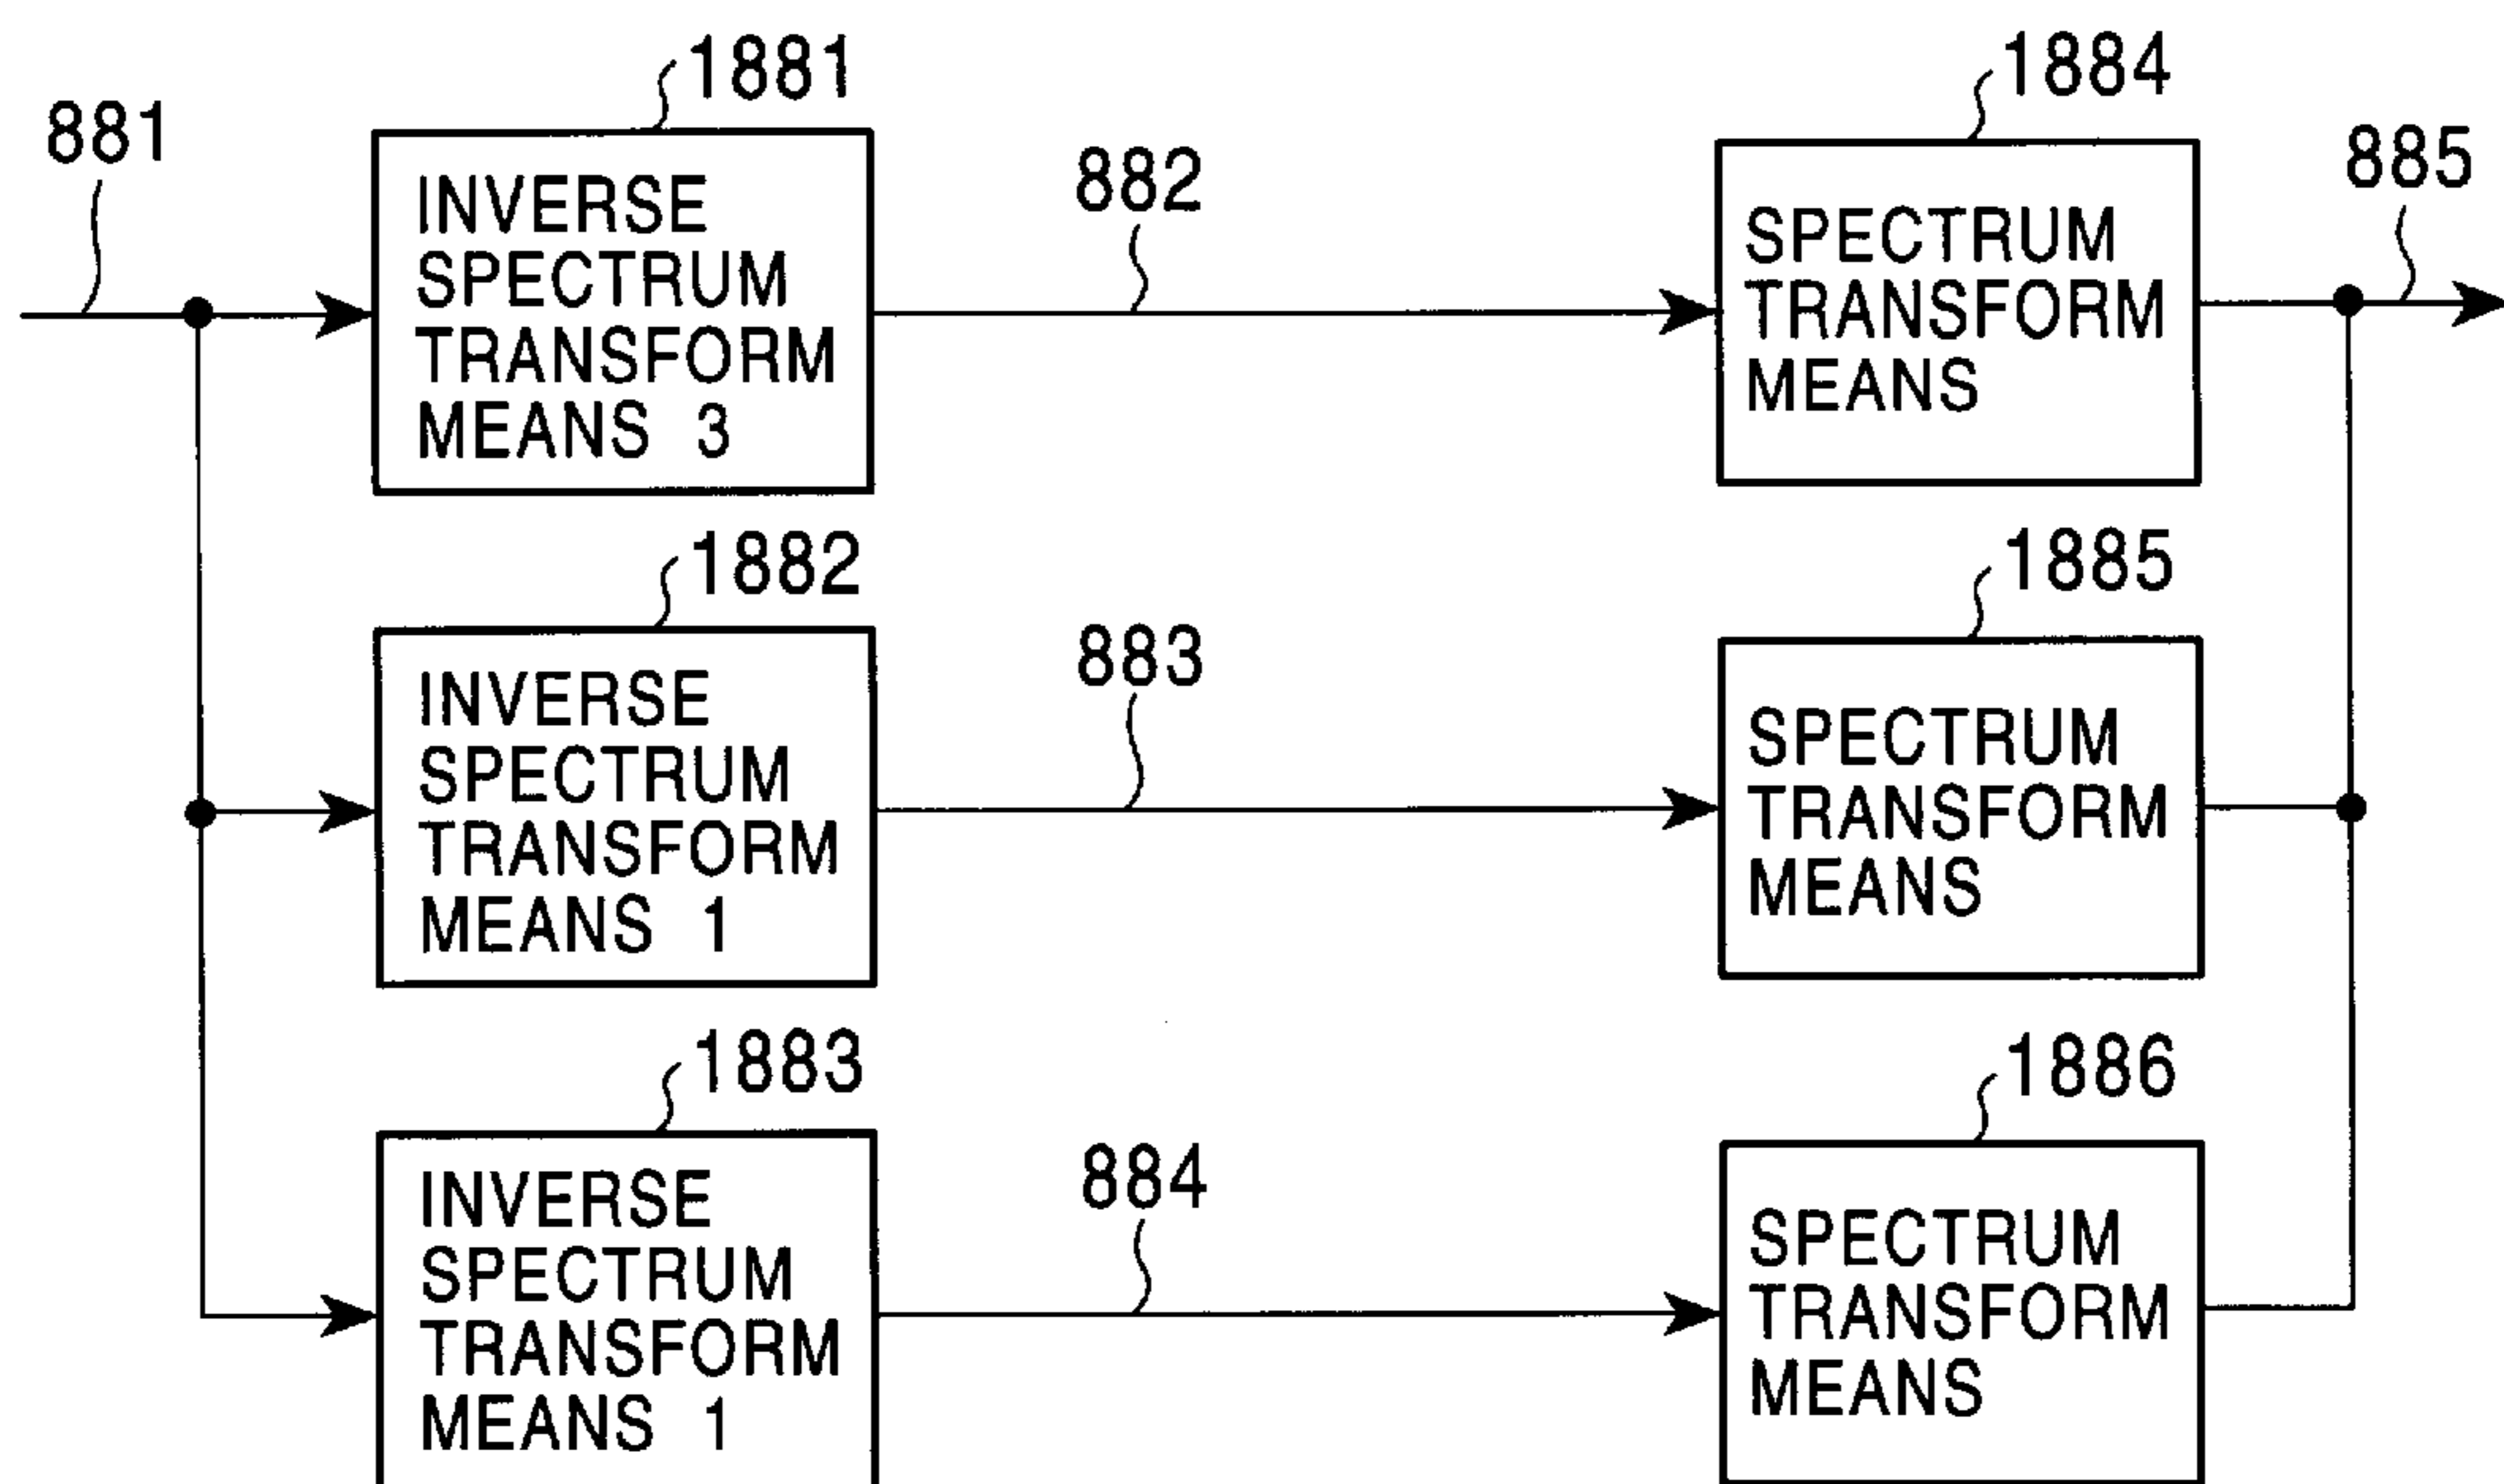 881
1881
INVERSE
SPECTRUM
TRANSFORM
MEANS 3
882
1884
SPECTRUM
TRANSFORM
MEANS
885
1882
INVERSE
SPECTRUM
TRANSFORM
MEANS 1
883
1885
SPECTRUM
TRANSFORM
MEANS
1883
INVERSE
SPECTRUM
TRANSFORM
MEANS 1
884
1886
SPECTRUM
TRANSFORM
MEANS